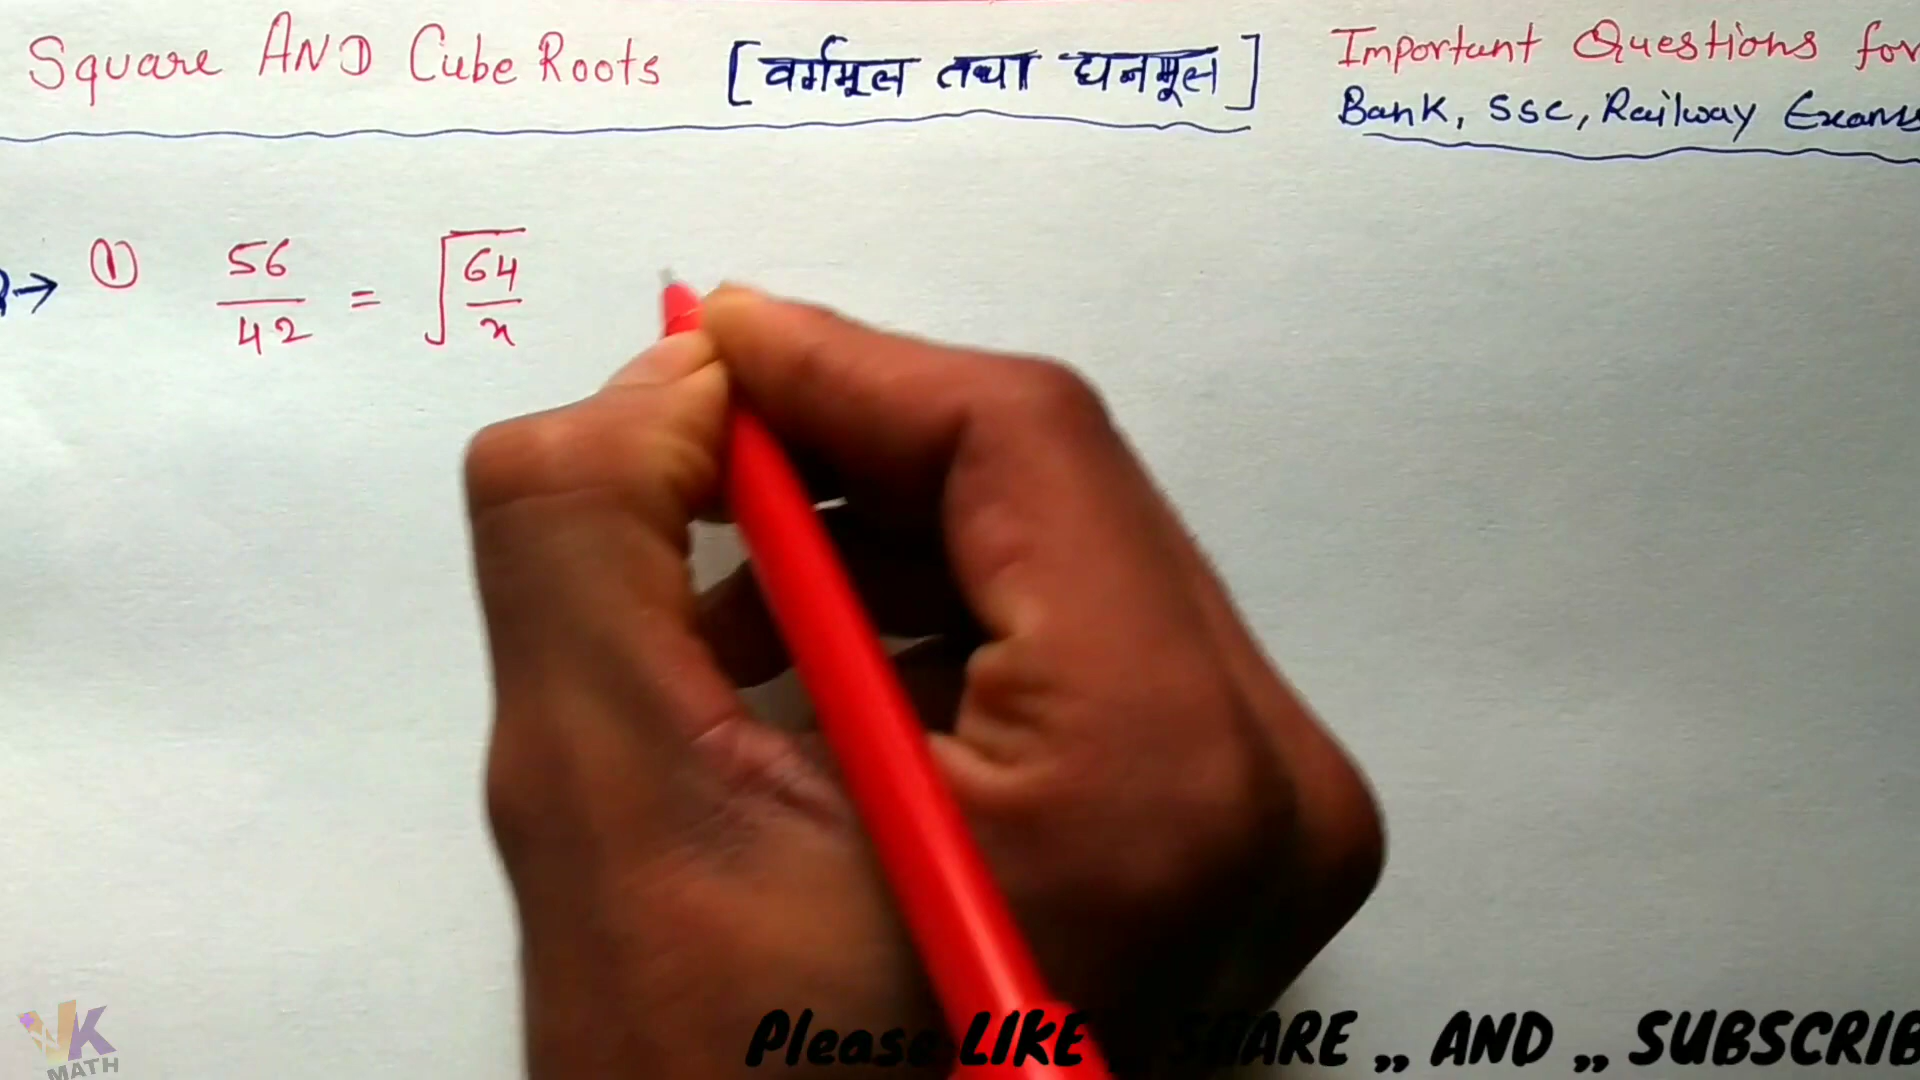 Square AND Cube Roots [वर्गमूल तथा घनमूल]
Important Questions for
Bank, SSC, Railway Exams
→ ① 56/42 = √64/x
VK
MATH
Please LIKE ,, SHARE ,, AND ,, SUBSCRIB